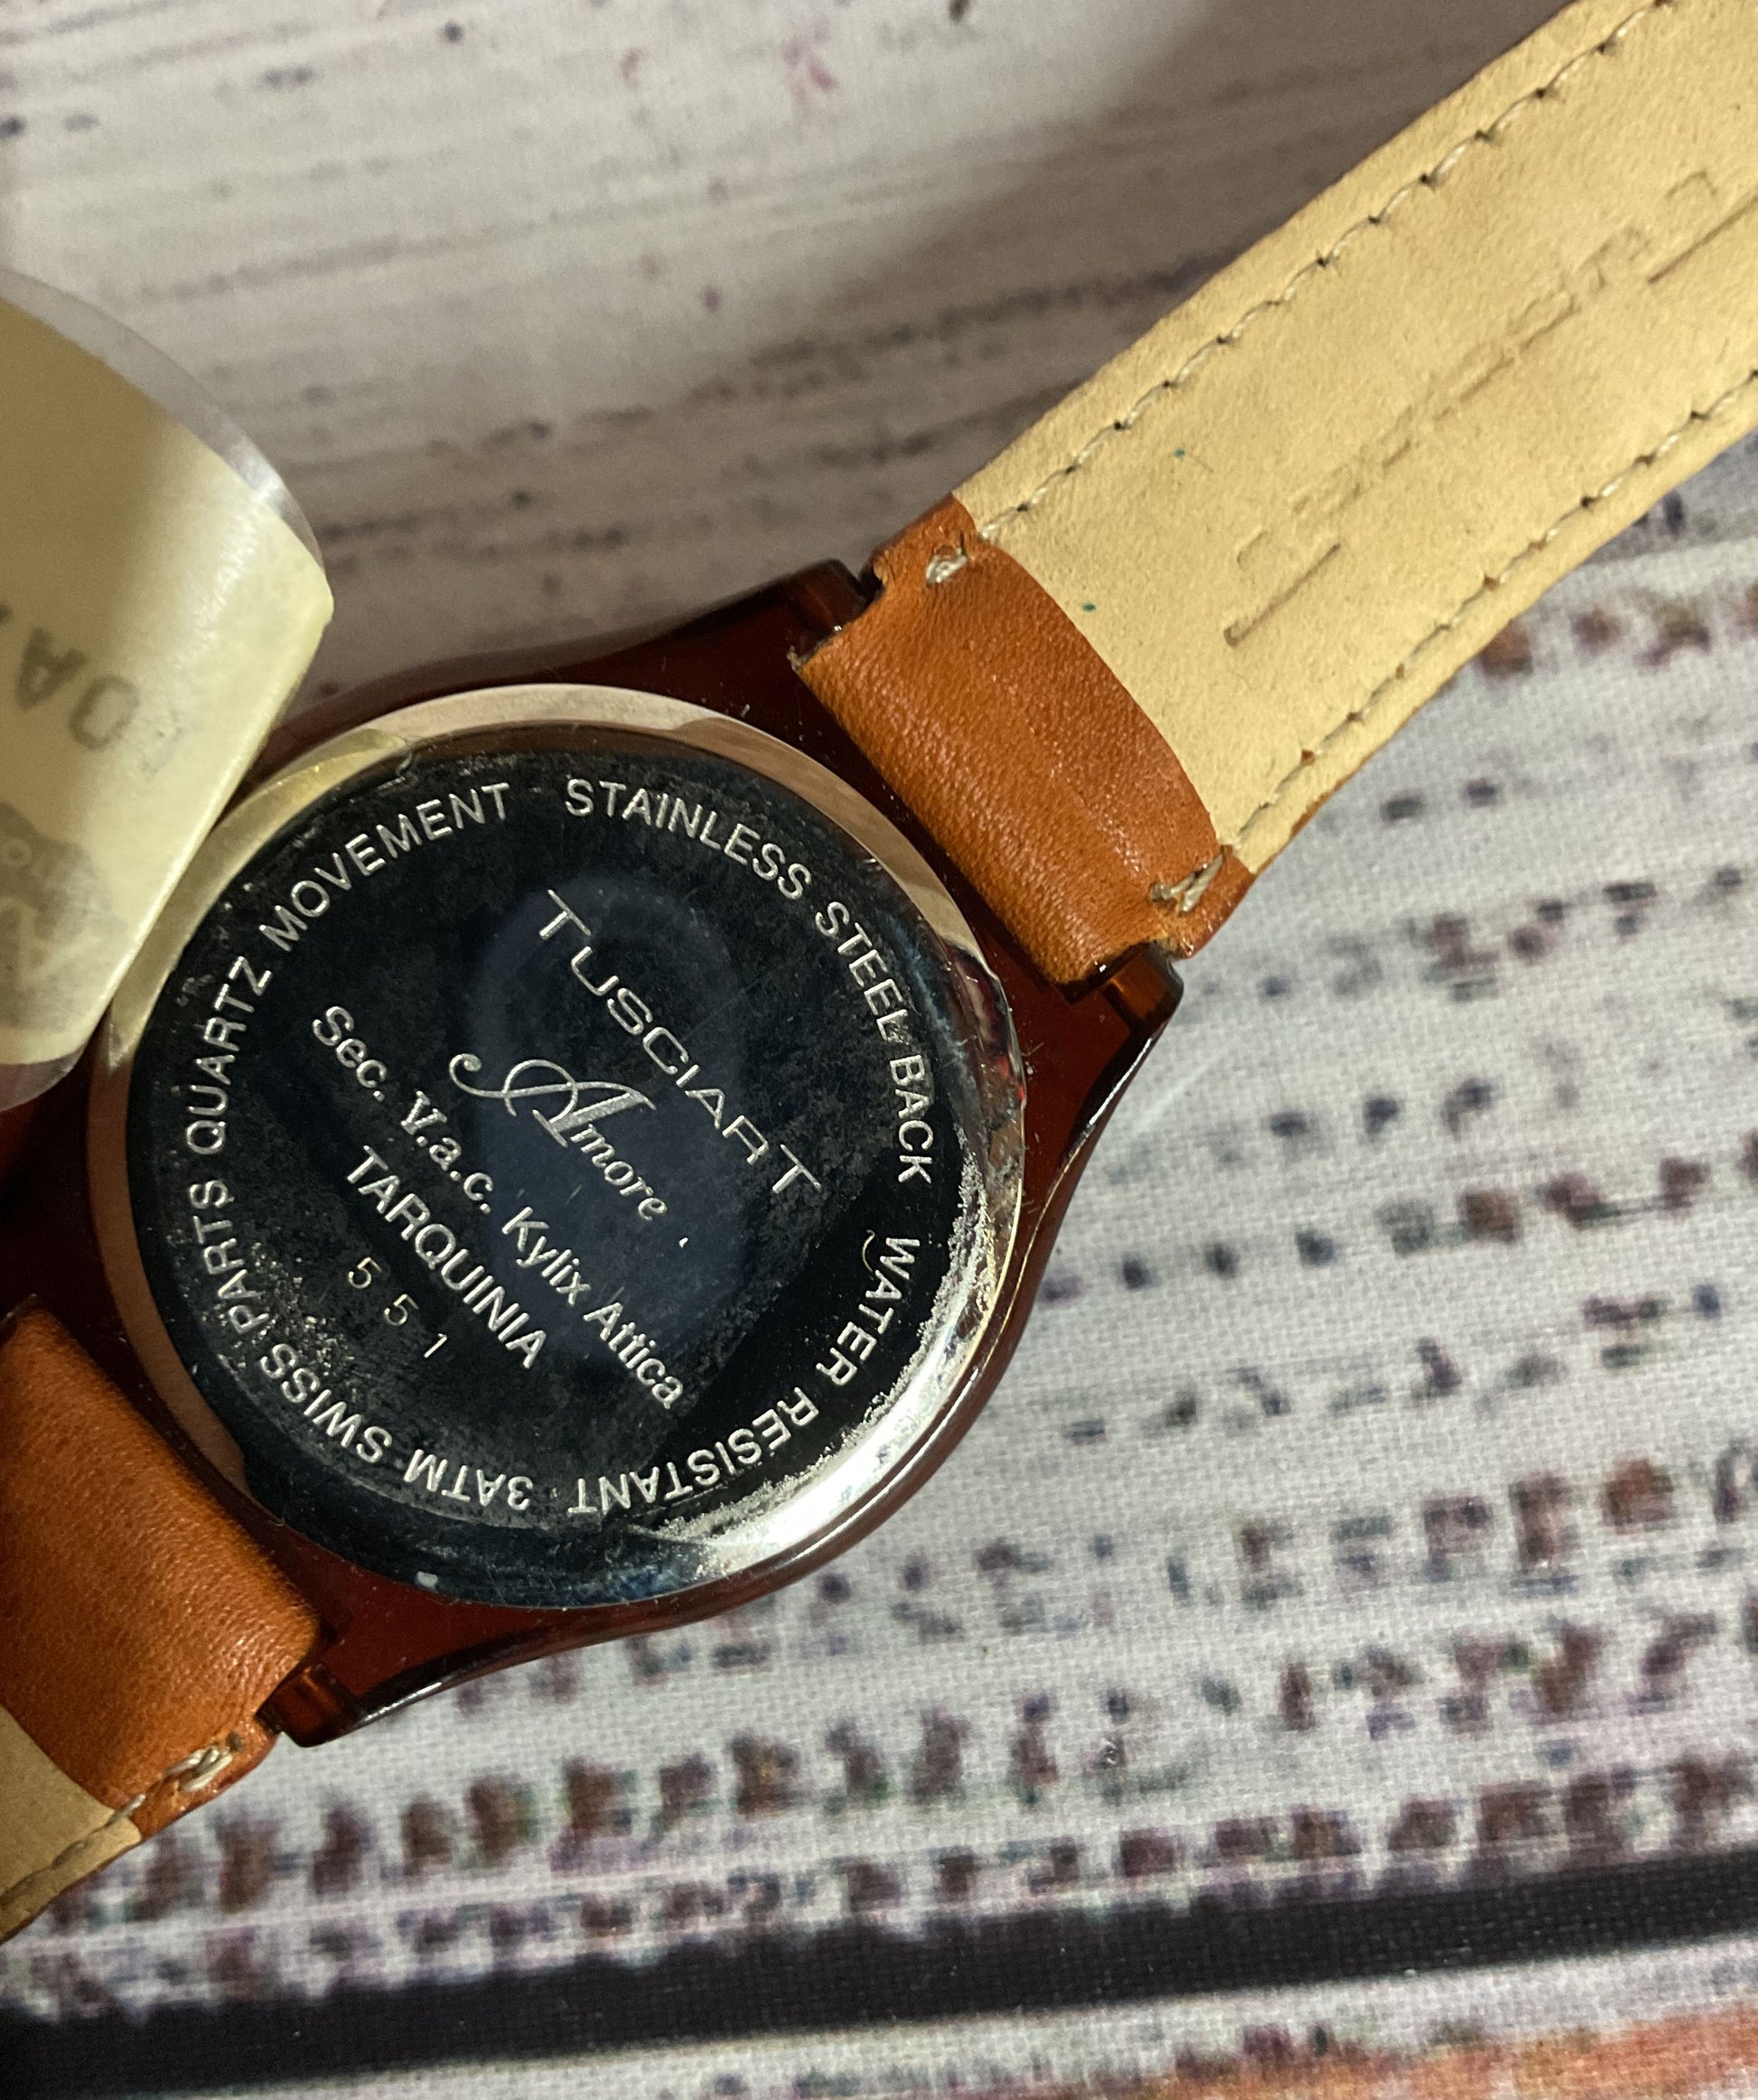 STAINLESS STEEL BACK WATER RESISTANT 3ATM SWISS PARTS QUARTZ MOVEMENT
TUSCIART
Amore
Sec. V.a.c. Kylix Attica
TARQUINIA
551